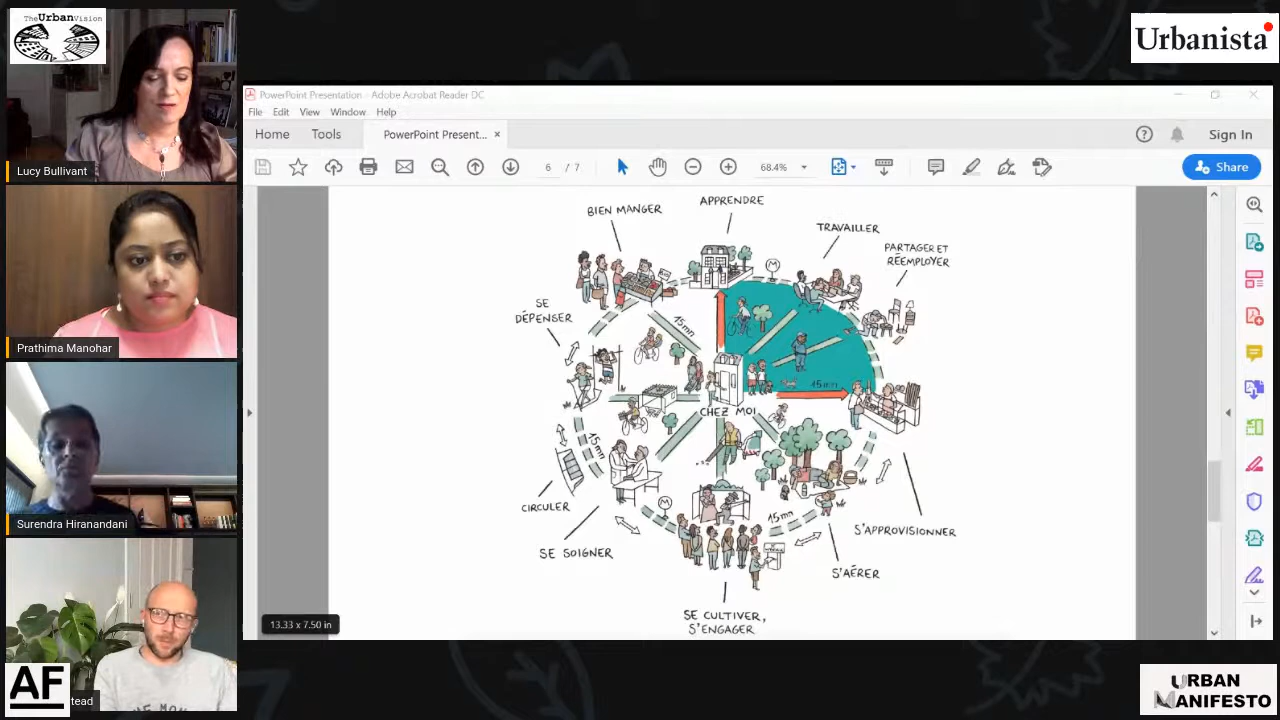 TheUrbanVision
Lucy Bullivant
Prathima Manohar
Surendra Hiranandani
AF
tead
Urbanista
PowerPoint Presentation - Adobe Acrobat Reader DC
File Edit View Window Help
Home Tools PowerPoint Present... × Sign In
6 / 7 68.4% Share
BIEN MANGER
APPRENDRE
TRAVAILLER
PARTAGER ET
RÉEMPLOYER
SE
DÉPENSER
15mn
15mn
CHEZ MOI
15mn
CIRCULER
SE SOIGNER
M
M
15mn
S'APPROVISIONNER
S'AÉRER
SE CULTIVER,
S'ENGAGER
13.33 x 7.50 in
URBAN
MANIFESTO